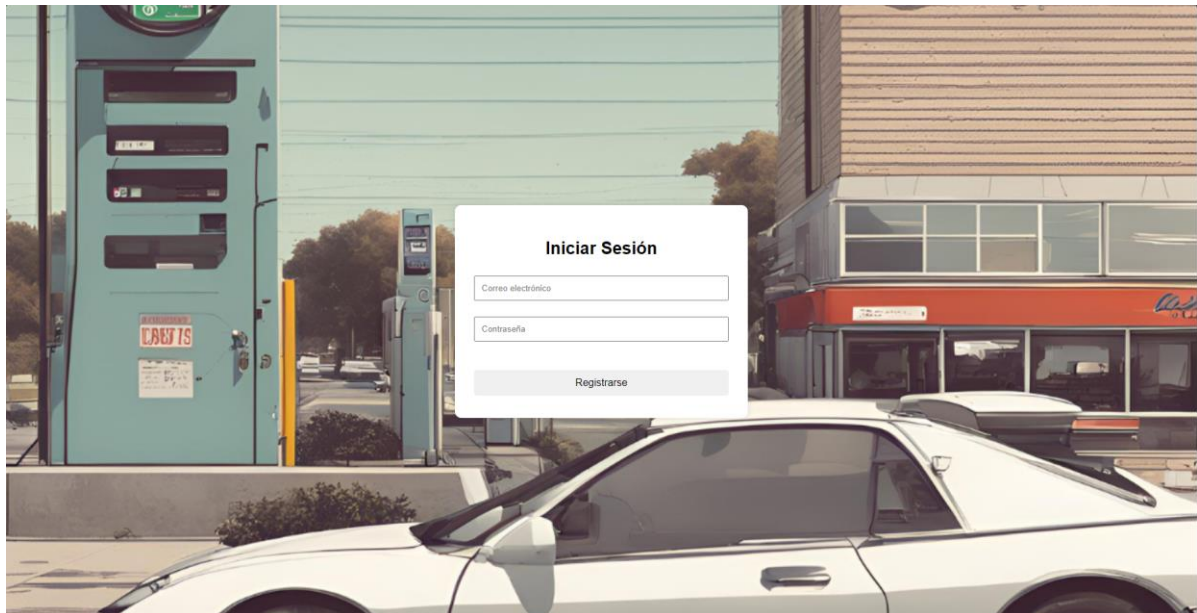 Iniciar Sesión
Correo electrónico
Contraseña
Registrarse